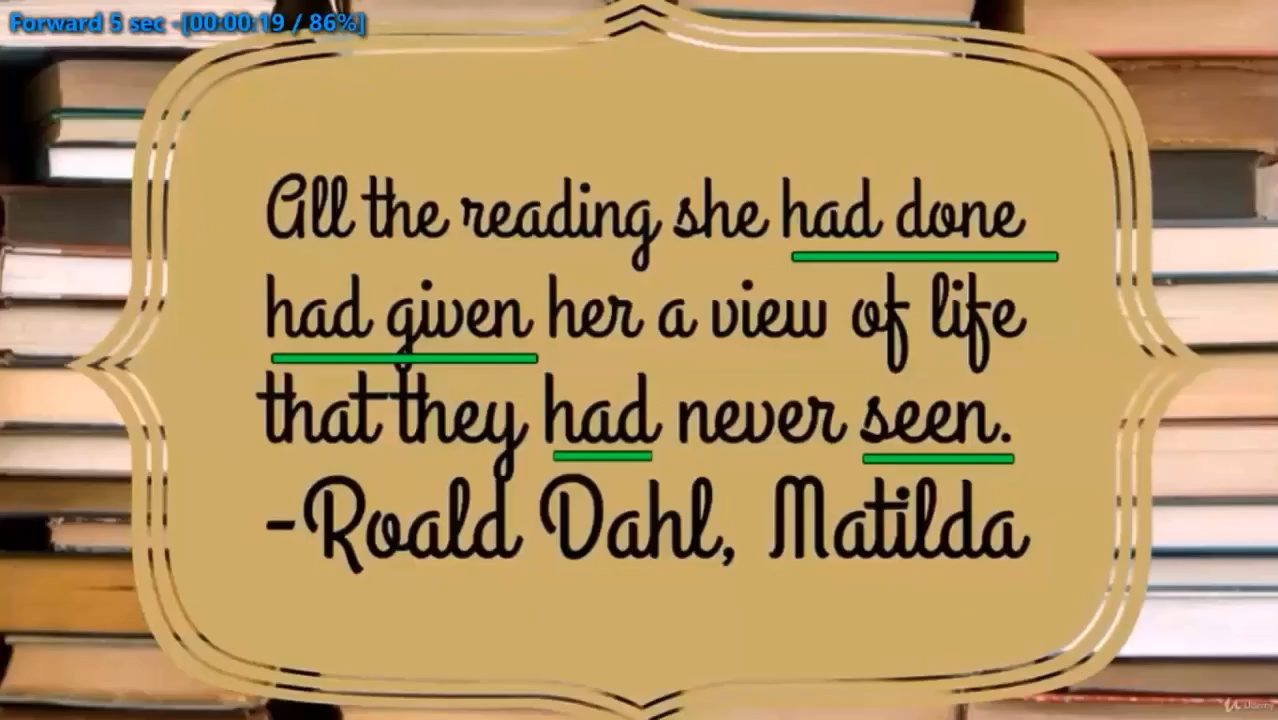 Forward 5 sec -[00:00:19 / 86%]
All the reading she had done
had given her a view of life
that they had never seen.
-Roald Dahl, Matilda
Udemy